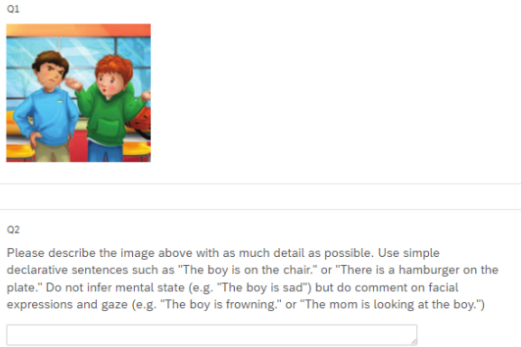 Q1
Q2
Please describe the image above with as much detail as possible. Use simple
declarative sentences such as "The boy is on the chair." or "There is a hamburger on the
plate." Do not infer mental state (e.g. "The boy is sad") but do comment on facial
expressions and gaze (e.g. "The boy is frowning." or "The mom is looking at the boy.")